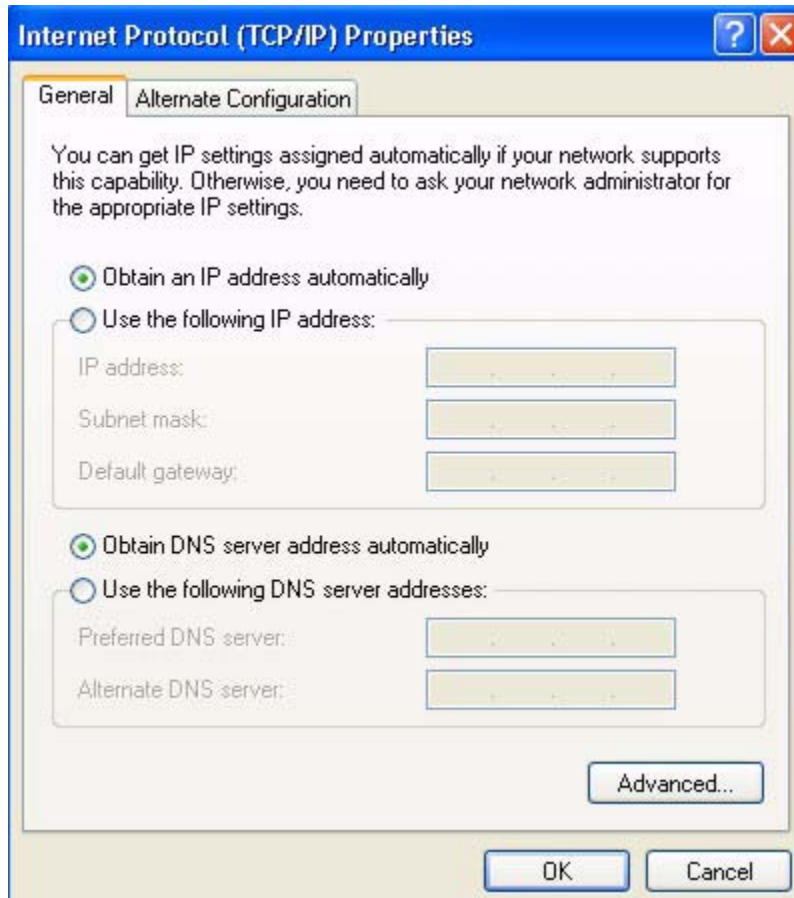 Internet Protocol (TCP/IP) Properties
General
Alternate Configuration
You can get IP settings assigned automatically if your network supports
this capability. Otherwise, you need to ask your network administrator for
the appropriate IP settings.
Obtain an IP address automatically
Use the following IP address:
IP address:
Subnet mask:
Default gateway:
Obtain DNS server address automatically
Use the following DNS server addresses:
Preferred DNS server:
Alternate DNS server:
Advanced...
OK
Cancel